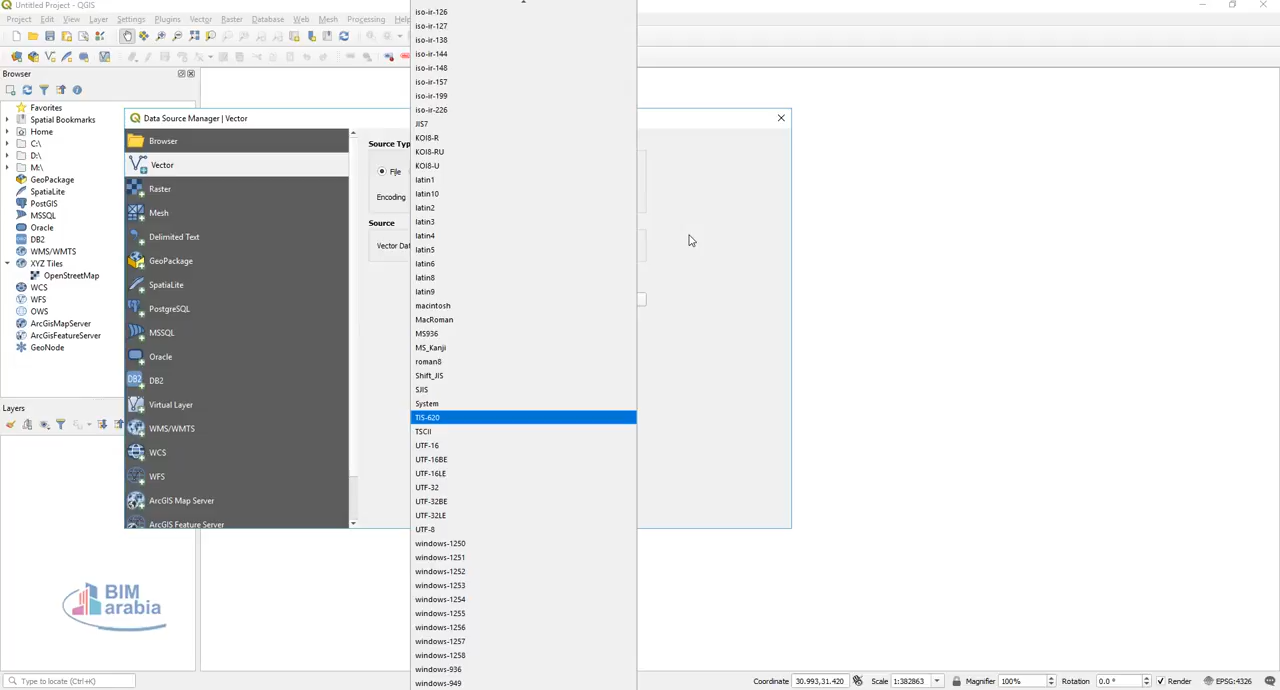 Untitled Project - QGIS
Project Edit View Layer Settings Plugins Vector Raster Database Web Mesh Processing
Browser
Favorites
Spatial Bookmarks
Home
C:\
D:\
M:\
GeoPackage
SpatiaLite
PostGIS
MSSQL
Oracle
DB2
WMS/WMTS
XYZ Tiles
OpenStreetMap
WCS
WFS
OWS
ArcGisMapServer
ArcGisFeatureServer
GeoNode
Layers
BIM
arabia
Data Source Manager | Vector
Browser
Vector
Raster
Mesh
Delimited Text
GeoPackage
SpatiaLite
PostgreSQL
MSSQL
Oracle
DB2
Virtual Layer
WMS/WMTS
WCS
WFS
ArcGIS Map Server
ArcGIS Feature Server
File
Encoding
Source
iso-ir-126
iso-ir-127
iso-ir-138
iso-ir-144
iso-ir-148
iso-ir-157
iso-ir-199
iso-ir-226
JIS7
KOI8-R
KOI8-RU
KOI8-U
latin1
latin10
latin2
latin3
latin4
latin5
latin6
latin8
latin9
macintosh
MacRoman
MS936
MS_Kanji
roman8
Shift_JIS
SJIS
System
TIS-620
TSCII
UTF-16
UTF-16BE
UTF-16LE
UTF-32
UTF-32BE
UTF-32LE
UTF-8
windows-1250
windows-1251
windows-1252
windows-1253
windows-1254
windows-1255
windows-1256
windows-1257
windows-1258
windows-936
windows-949
Type to locate (Ctrl+K)
Coordinate 30.993,31.420 Scale 1:382863 Magnifier 100% Rotation 0.0 ° Render EPSG:4326